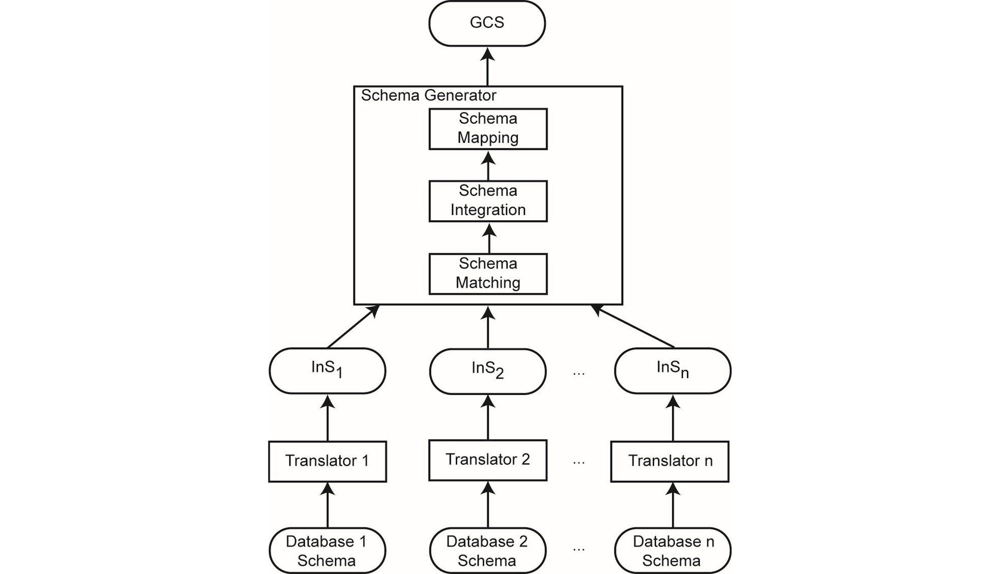 GCS
Schema Generator
Schema
Mapping
Schema
Integration
Schema
Matching
InS1
InS2
...
InSn
Translator 1
Translator 2
...
Translator n
Database 1
Schema
Database 2
Schema
...
Database n
Schema